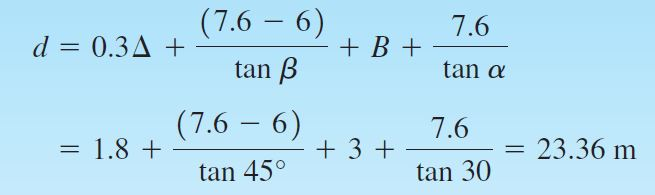 d = 0.3Δ + (7.6 – 6) / tan β + B + 7.6 / tan α
= 1.8 + (7.6 – 6) / tan 45° + 3 + 7.6 / tan 30 = 23.36 m